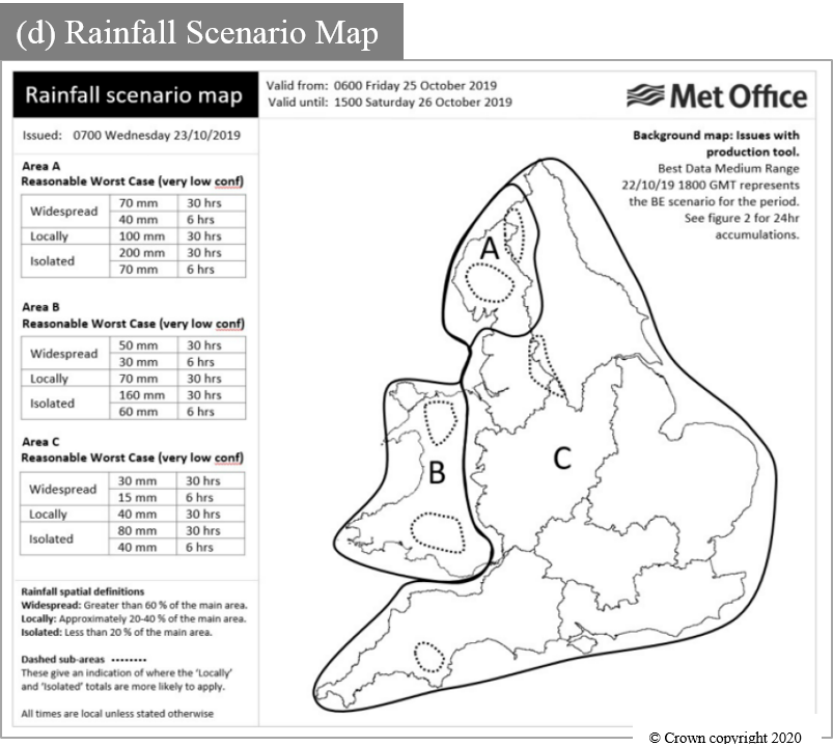 (d) Rainfall Scenario Map
Rainfall scenario map
Valid from: 0600 Friday 25 October 2019
Valid until: 1500 Saturday 26 October 2019
Met Office
Issued: 0700 Wednesday 23/10/2019
Background map: Issues with
production tool.
Best Data Medium Range
22/10/19 1800 GMT represents
the BE scenario for the period.
See figure 2 for 24hr
accumulations.
Area A
Reasonable Worst Case (very low conf)
Widespread 70 mm 30 hrs
40 mm 6 hrs
Locally 100 mm 30 hrs
Isolated 200 mm 30 hrs
70 mm 6 hrs
Area B
Reasonable Worst Case (very low conf)
Widespread 50 mm 30 hrs
30 mm 6 hrs
Locally 70 mm 30 hrs
Isolated 160 mm 30 hrs
60 mm 6 hrs
Area C
Reasonable Worst Case (very low conf)
Widespread 30 mm 30 hrs
15 mm 6 hrs
Locally 40 mm 30 hrs
Isolated 80 mm 30 hrs
40 mm 6 hrs
Rainfall spatial definitions
Widespread: Greater than 60 % of the main area.
Locally: Approximately 20-40 % of the main area.
Isolated: Less than 20 % of the main area.
Dashed sub-areas
These give an indication of where the 'Locally'
and 'Isolated' totals are more likely to apply.
All times are local unless stated otherwise
A
B
C
© Crown copyright 2020